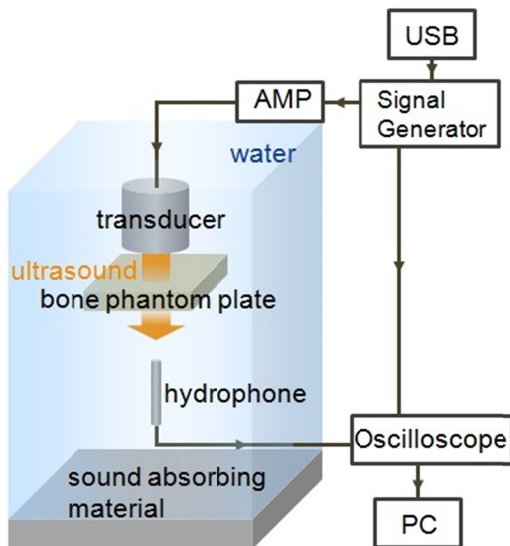 USB
AMP
Signal
Generator
water
transducer
ultrasound
bone phantom plate
hydrophone
Oscilloscope
sound absorbing
material
PC